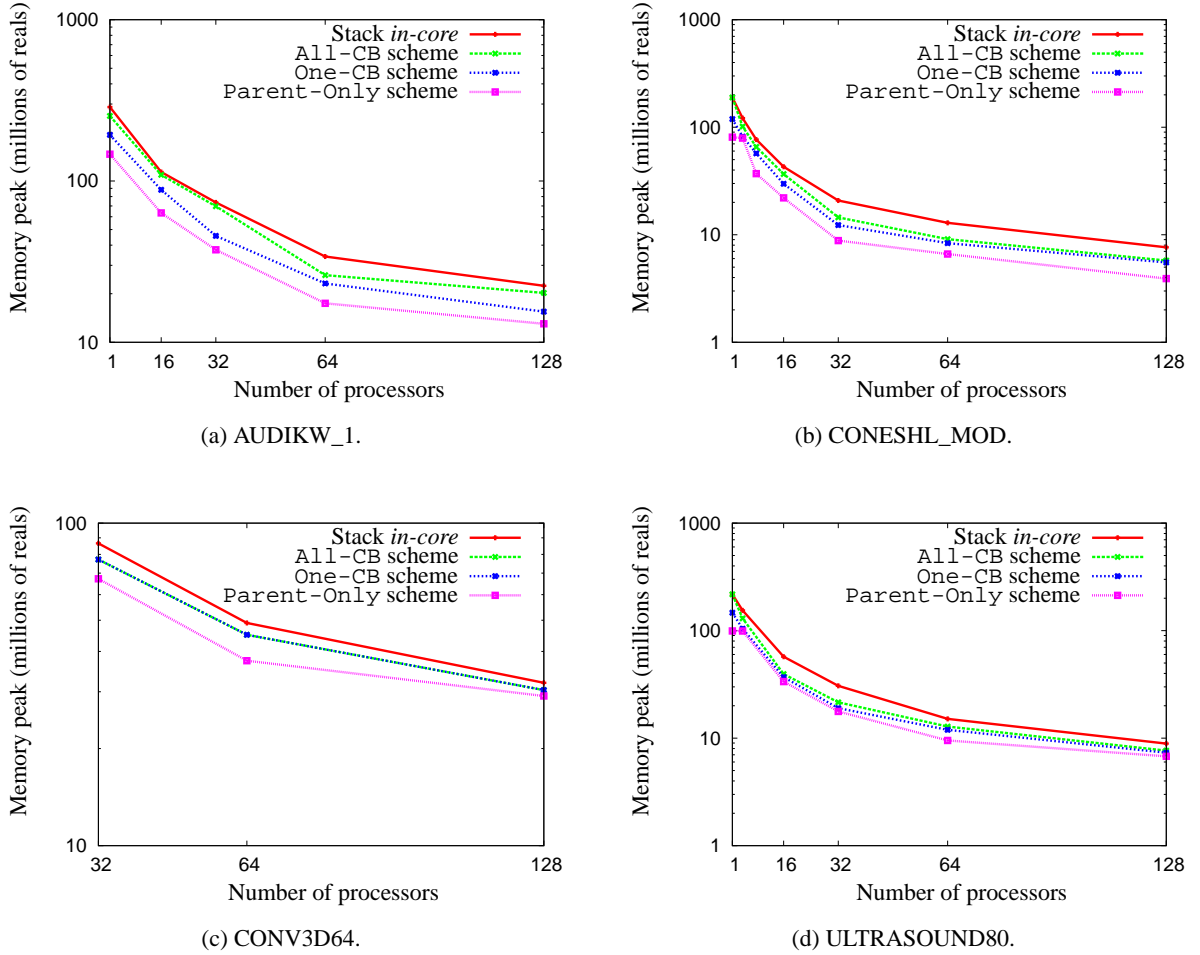 Memory peak (millions of reals)
1000
100
10
Stack in-core
All-CB scheme
One-CB scheme
Parent-Only scheme
1 16 32 64 128
Number of processors
(a) AUDIKW_1.
Memory peak (millions of reals)
1000
100
10
1
Stack in-core
All-CB scheme
One-CB scheme
Parent-Only scheme
1 16 32 64 128
Number of processors
(b) CONESHL_MOD.
Memory peak (millions of reals)
100
10
Stack in-core
All-CB scheme
One-CB scheme
Parent-Only scheme
32 64 128
Number of processors
(c) CONV3D64.
Memory peak (millions of reals)
1000
100
10
1
Stack in-core
All-CB scheme
One-CB scheme
Parent-Only scheme
1 16 32 64 128
Number of processors
(d) ULTRASOUND80.